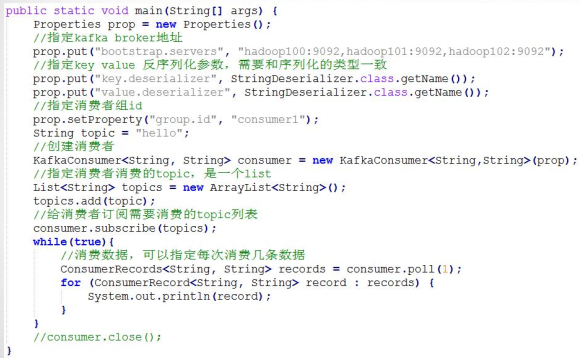 public static void main(String[] args) {
Properties prop = new Properties();
//指定kafka broker地址
prop.put("bootstrap.servers", "hadoop100:9092,hadoop101:9092,hadoop102:9092");
//指定key value 反序列化参数，需要和序列化的类型一致
prop.put("key.deserializer", StringDeserializer.class.getName());
prop.put("value.deserializer", StringDeserializer.class.getName());
//指定消费者组id
prop.setProperty("group.id", "consumer1");
String topic = "hello";
//创建消费者
KafkaConsumer<String, String> consumer = new KafkaConsumer<String,String>(prop);
//指定消费者消费的topic，是一个list
List<String> topics = new ArrayList<String>();
topics.add(topic);
//给消费者订阅需要消费的topic列表
consumer.subscribe(topics);
while(true){
//消费数据，可以指定每次消费几条数据
ConsumerRecords<String, String> records = consumer.poll(1);
for (ConsumerRecord<String, String> record : records) {
System.out.println(record);
}
}
//consumer.close();
}